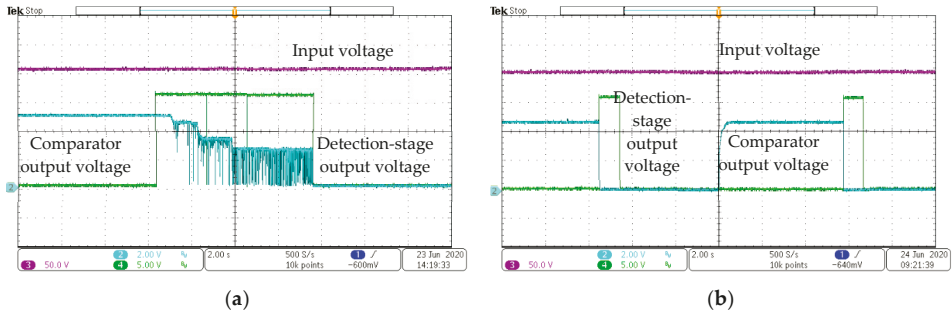 Tek Stop
Input voltage
Comparator
output voltage
Detection-stage
output voltage
2
2 2.00 V
3 50.0 V 4 5.00 V
2.00 s 500 S/s
10k points
1 ∫ −600mV
23 Jun 2020
14:19:33
(a)
Tek Stop
Input voltage
Detection-
stage
output
voltage
Comparator
output voltage
2
2 2.00 V
3 50.0 V 4 5.00 V
2.00 s 500 S/s
10k points
1 ∫ −640mV
24 Jun 2020
09:21:39
(b)